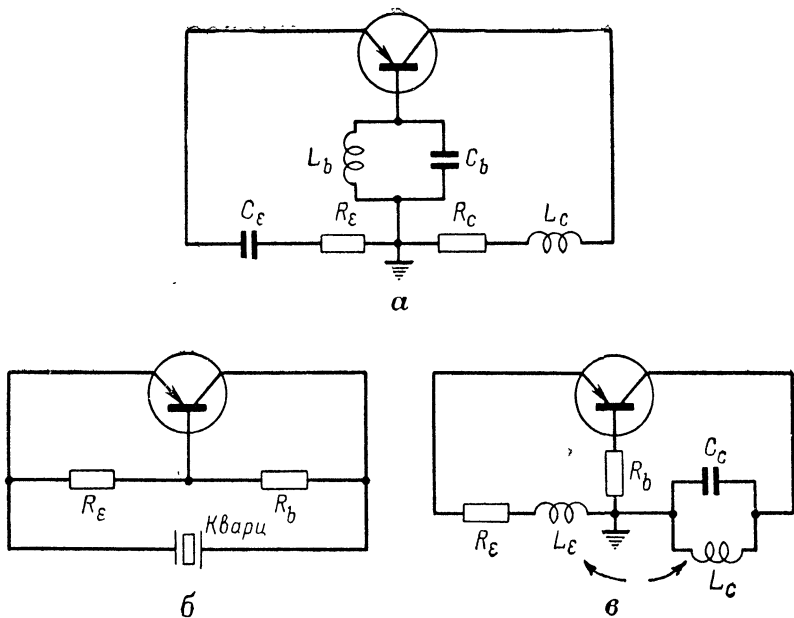 L_b
C_b
C_ε
R_ε
R_c
L_c
а
R_ε
R_b
Кварц
б
C_c
R_b
R_ε
L_ε
L_c
в